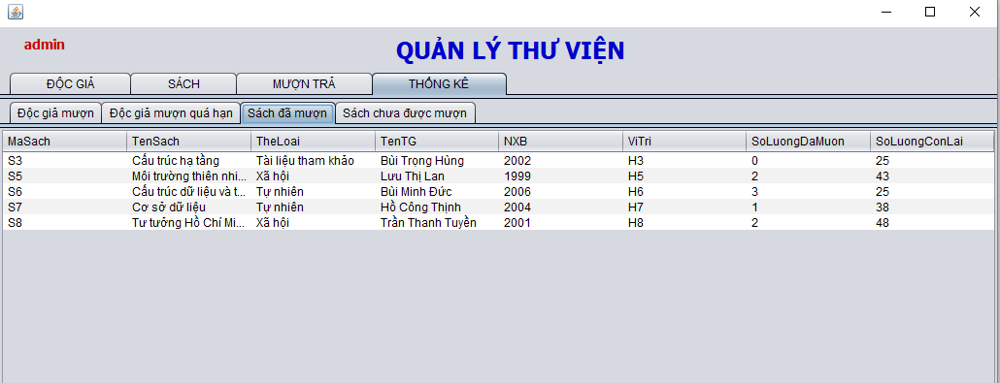 admin
QUẢN LÝ THƯ VIỆN
ĐỘC GIẢ SÁCH MƯỢN TRẢ THỐNG KÊ
Độc giả mượn Độc giả mượn quá hạn Sách đã mượn Sách chưa được mượn
MaSach TenSach TheLoai TenTG NXB ViTri SoLuongDaMuon SoLuongConLai
S3 Cấu trúc hạ tầng Tài liệu tham khảo Bùi Trọng Hùng 2002 H3 0 25
S5 Môi trường thiên nhi... Xã hội Lưu Thị Lan 1999 H5 2 43
S6 Cấu trúc dữ liệu và t... Tự nhiên Bùi Minh Đức 2006 H6 3 25
S7 Cơ sở dữ liệu Tự nhiên Hồ Công Thịnh 2004 H7 1 38
S8 Tư tưởng Hồ Chí Mi... Xã hội Trần Thanh Tuyền 2001 H8 2 48